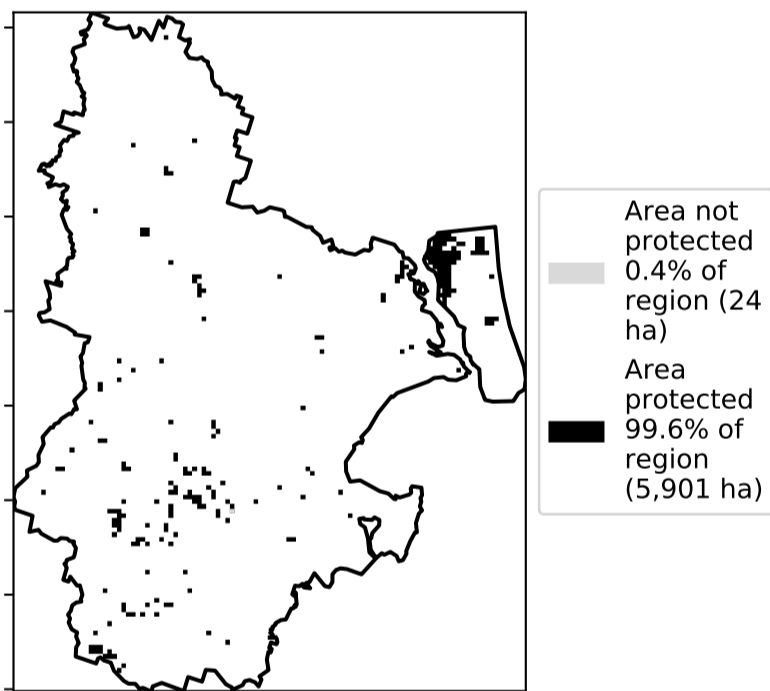 Area not
protected
0.4% of
region (24
ha)
Area
protected
99.6% of
region
(5,901 ha)